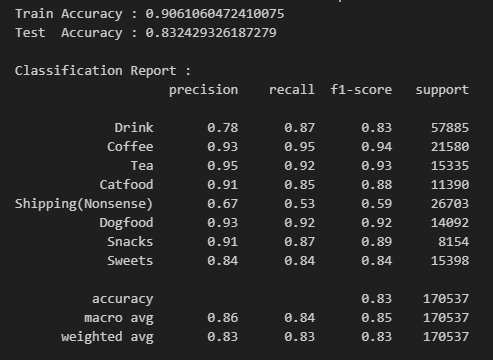 Train Accuracy : 0.9061060472410075
Test  Accuracy : 0.832429326187279
Classification Report :
precision recall f1-score support
Drink 0.78 0.87 0.83 57885
Coffee 0.93 0.95 0.94 21580
Tea 0.95 0.92 0.93 15335
Catfood 0.91 0.85 0.88 11390
Shipping(Nonsense) 0.67 0.53 0.59 26703
Dogfood 0.93 0.92 0.92 14092
Snacks 0.91 0.87 0.89 8154
Sweets 0.84 0.84 0.84 15398
accuracy 0.83 170537
macro avg 0.86 0.84 0.85 170537
weighted avg 0.83 0.83 0.83 170537